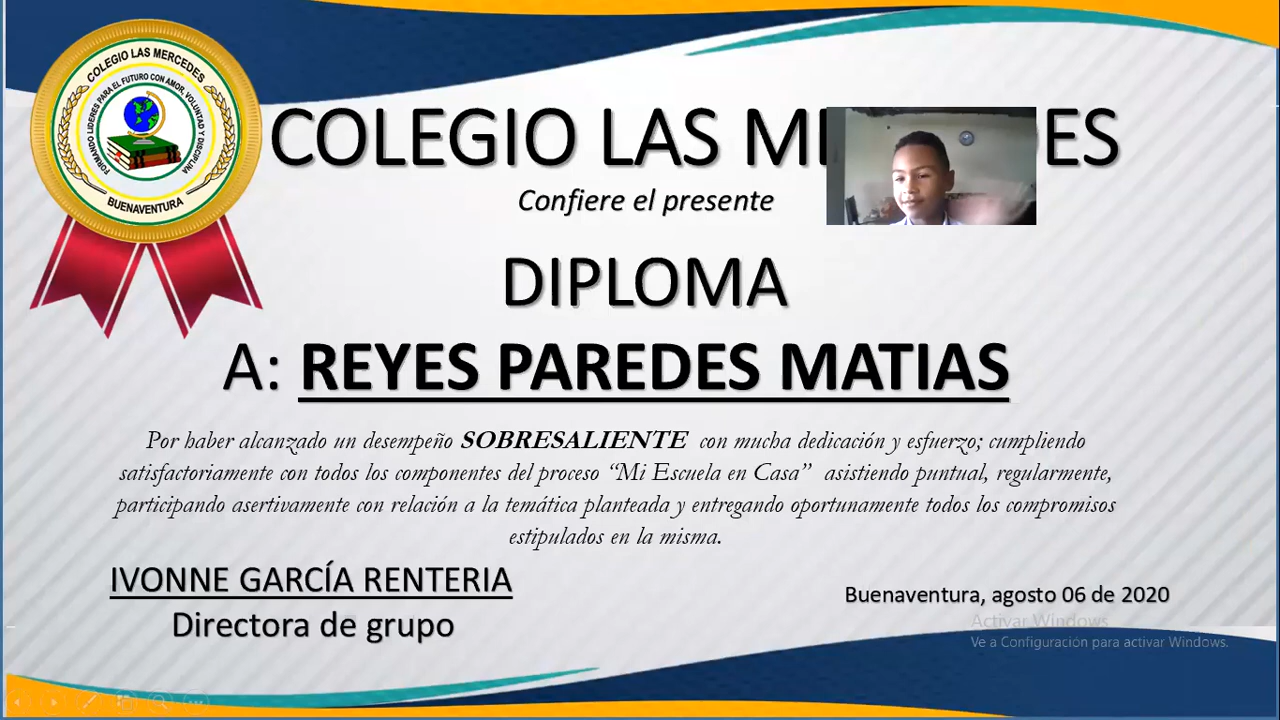 COLEGIO LAS MERCEDES
FORMANDO LIDERES PARA EL FUTURO CON AMOR, VOLUNTAD Y DISCIPLINA
BUENAVENTURA
COLEGIO LAS M ES
Confiere el presente
DIPLOMA
A: REYES PAREDES MATIAS
Por haber alcanzado un desempeño SOBRESALIENTE con mucha dedicación y esfuerzo; cumpliendo
satisfactoriamente con todos los componentes del proceso “Mi Escuela en Casa” asistiendo puntual, regularmente,
participando asertivamente con relación a la temática planteada y entregando oportunamente todos los compromisos
estipulados en la misma.
IVONNE GARCÍA RENTERIA
Directora de grupo
Buenaventura, agosto 06 de 2020
Activar Windows
Ve a Configuración para activar Windows.